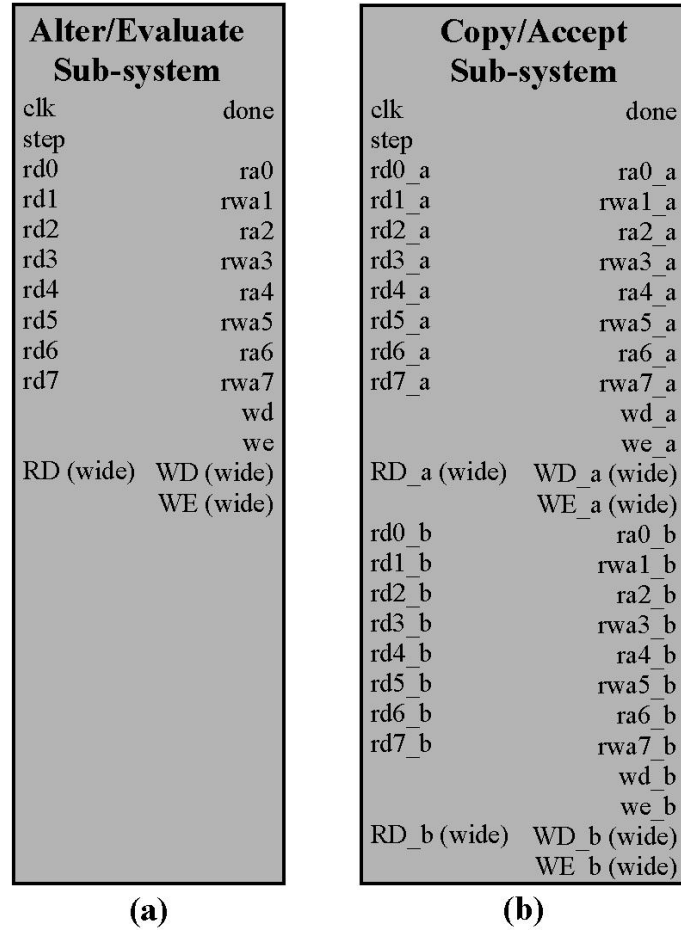 Alter/Evaluate
Sub-system
clk done
step
rd0 ra0
rd1 rwa1
rd2 ra2
rd3 rwa3
rd4 ra4
rd5 rwa5
rd6 ra6
rd7 rwa7
wd
we
RD (wide) WD (wide)
WE (wide)
(a)
Copy/Accept
Sub-system
clk done
step
rd0_a ra0_a
rd1_a rwa1_a
rd2_a ra2_a
rd3_a rwa3_a
rd4_a ra4_a
rd5_a rwa5_a
rd6_a ra6_a
rd7_a rwa7_a
wd_a
we_a
RD_a (wide) WD_a (wide)
WE_a (wide)
rd0_b ra0_b
rd1_b rwa1_b
rd2_b ra2_b
rd3_b rwa3_b
rd4_b ra4_b
rd5_b rwa5_b
rd6_b ra6_b
rd7_b rwa7_b
wd_b
we_b
RD_b (wide) WD_b (wide)
WE_b (wide)
(b)